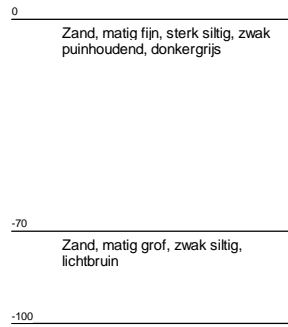 0
Zand, matig fijn, sterk siltig, zwak
puinhoudend, donkergrijs
-70
Zand, matig grof, zwak siltig,
lichtbruin
-100